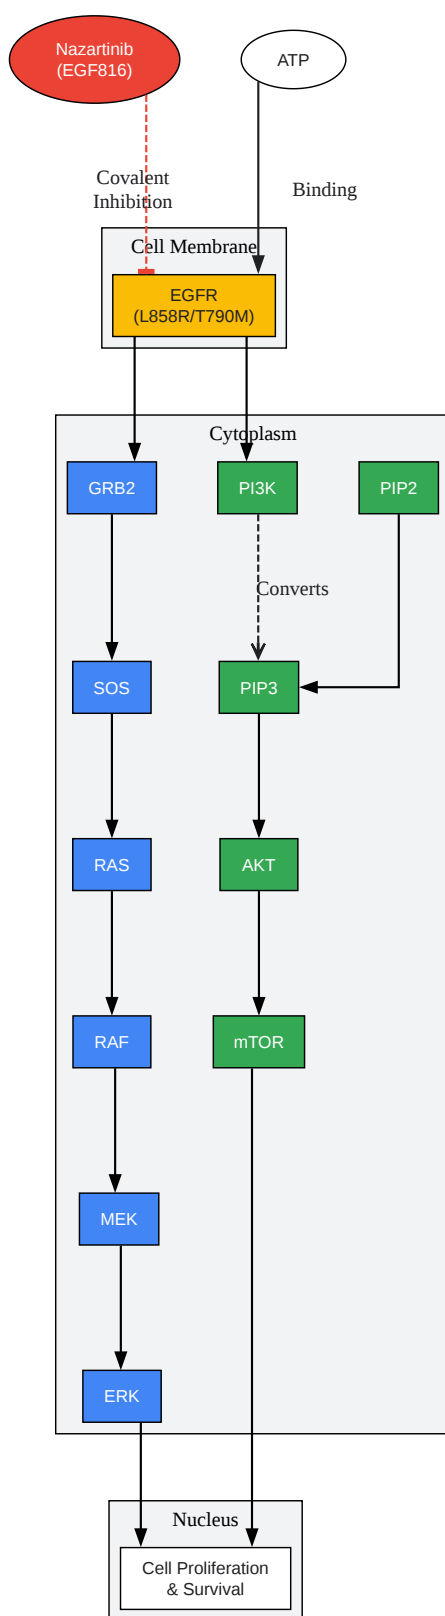 Nazartinib
(EGF816)
ATP
Covalent
Inhibition
Binding
Cell Membrane
EGFR
(L858R/T790M)
Cytoplasm
GRB2
PI3K
PIP2
Converts
SOS
PIP3
RAS
AKT
RAF
mTOR
MEK
ERK
Nucleus
Cell Proliferation
& Survival